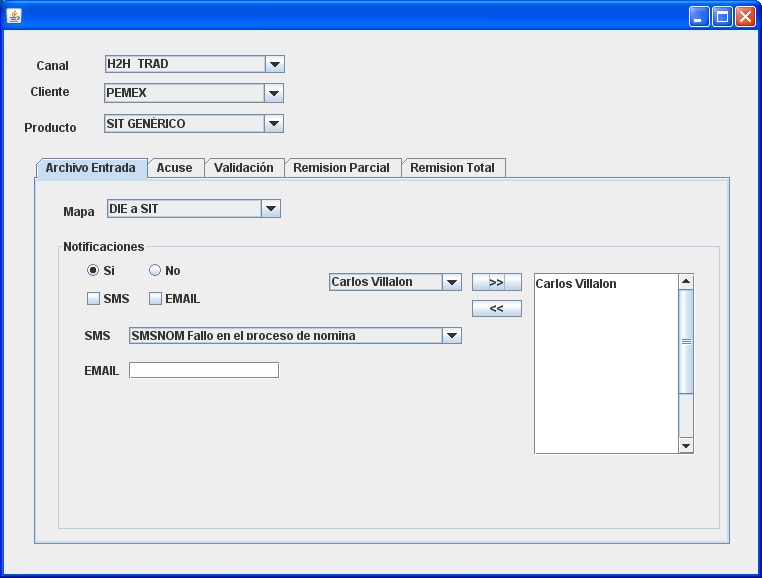 Canal H2H TRAD
Cliente PEMEX
Producto SIT GENÉRICO
Archivo Entrada Acuse Validación Remision Parcial Remision Total
Mapa DIE a SIT
Notificaciones
Si No
Carlos Villalon >> Carlos Villalon
SMS EMAIL
<<
SMS SMSNOM Fallo en el proceso de nomina
EMAIL